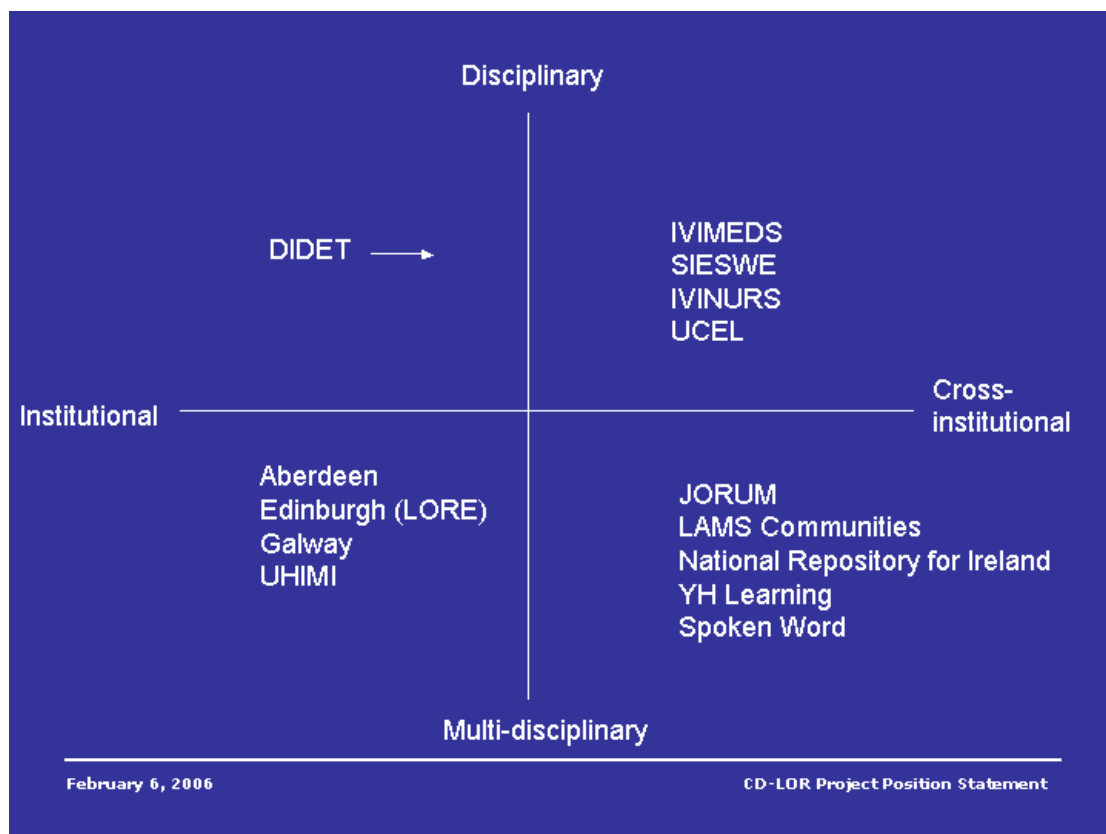 Disciplinary
DIDET
IVIMEDS
SIESWE
IVINURS
UCEL
Institutional
Cross-
institutional
Aberdeen
Edinburgh (LORE)
Galway
UHIMI
JORUM
LAMS Communities
National Repository for Ireland
YH Learning
Spoken Word
Multi-disciplinary
February 6, 2006
CD-LOR Project Position Statement